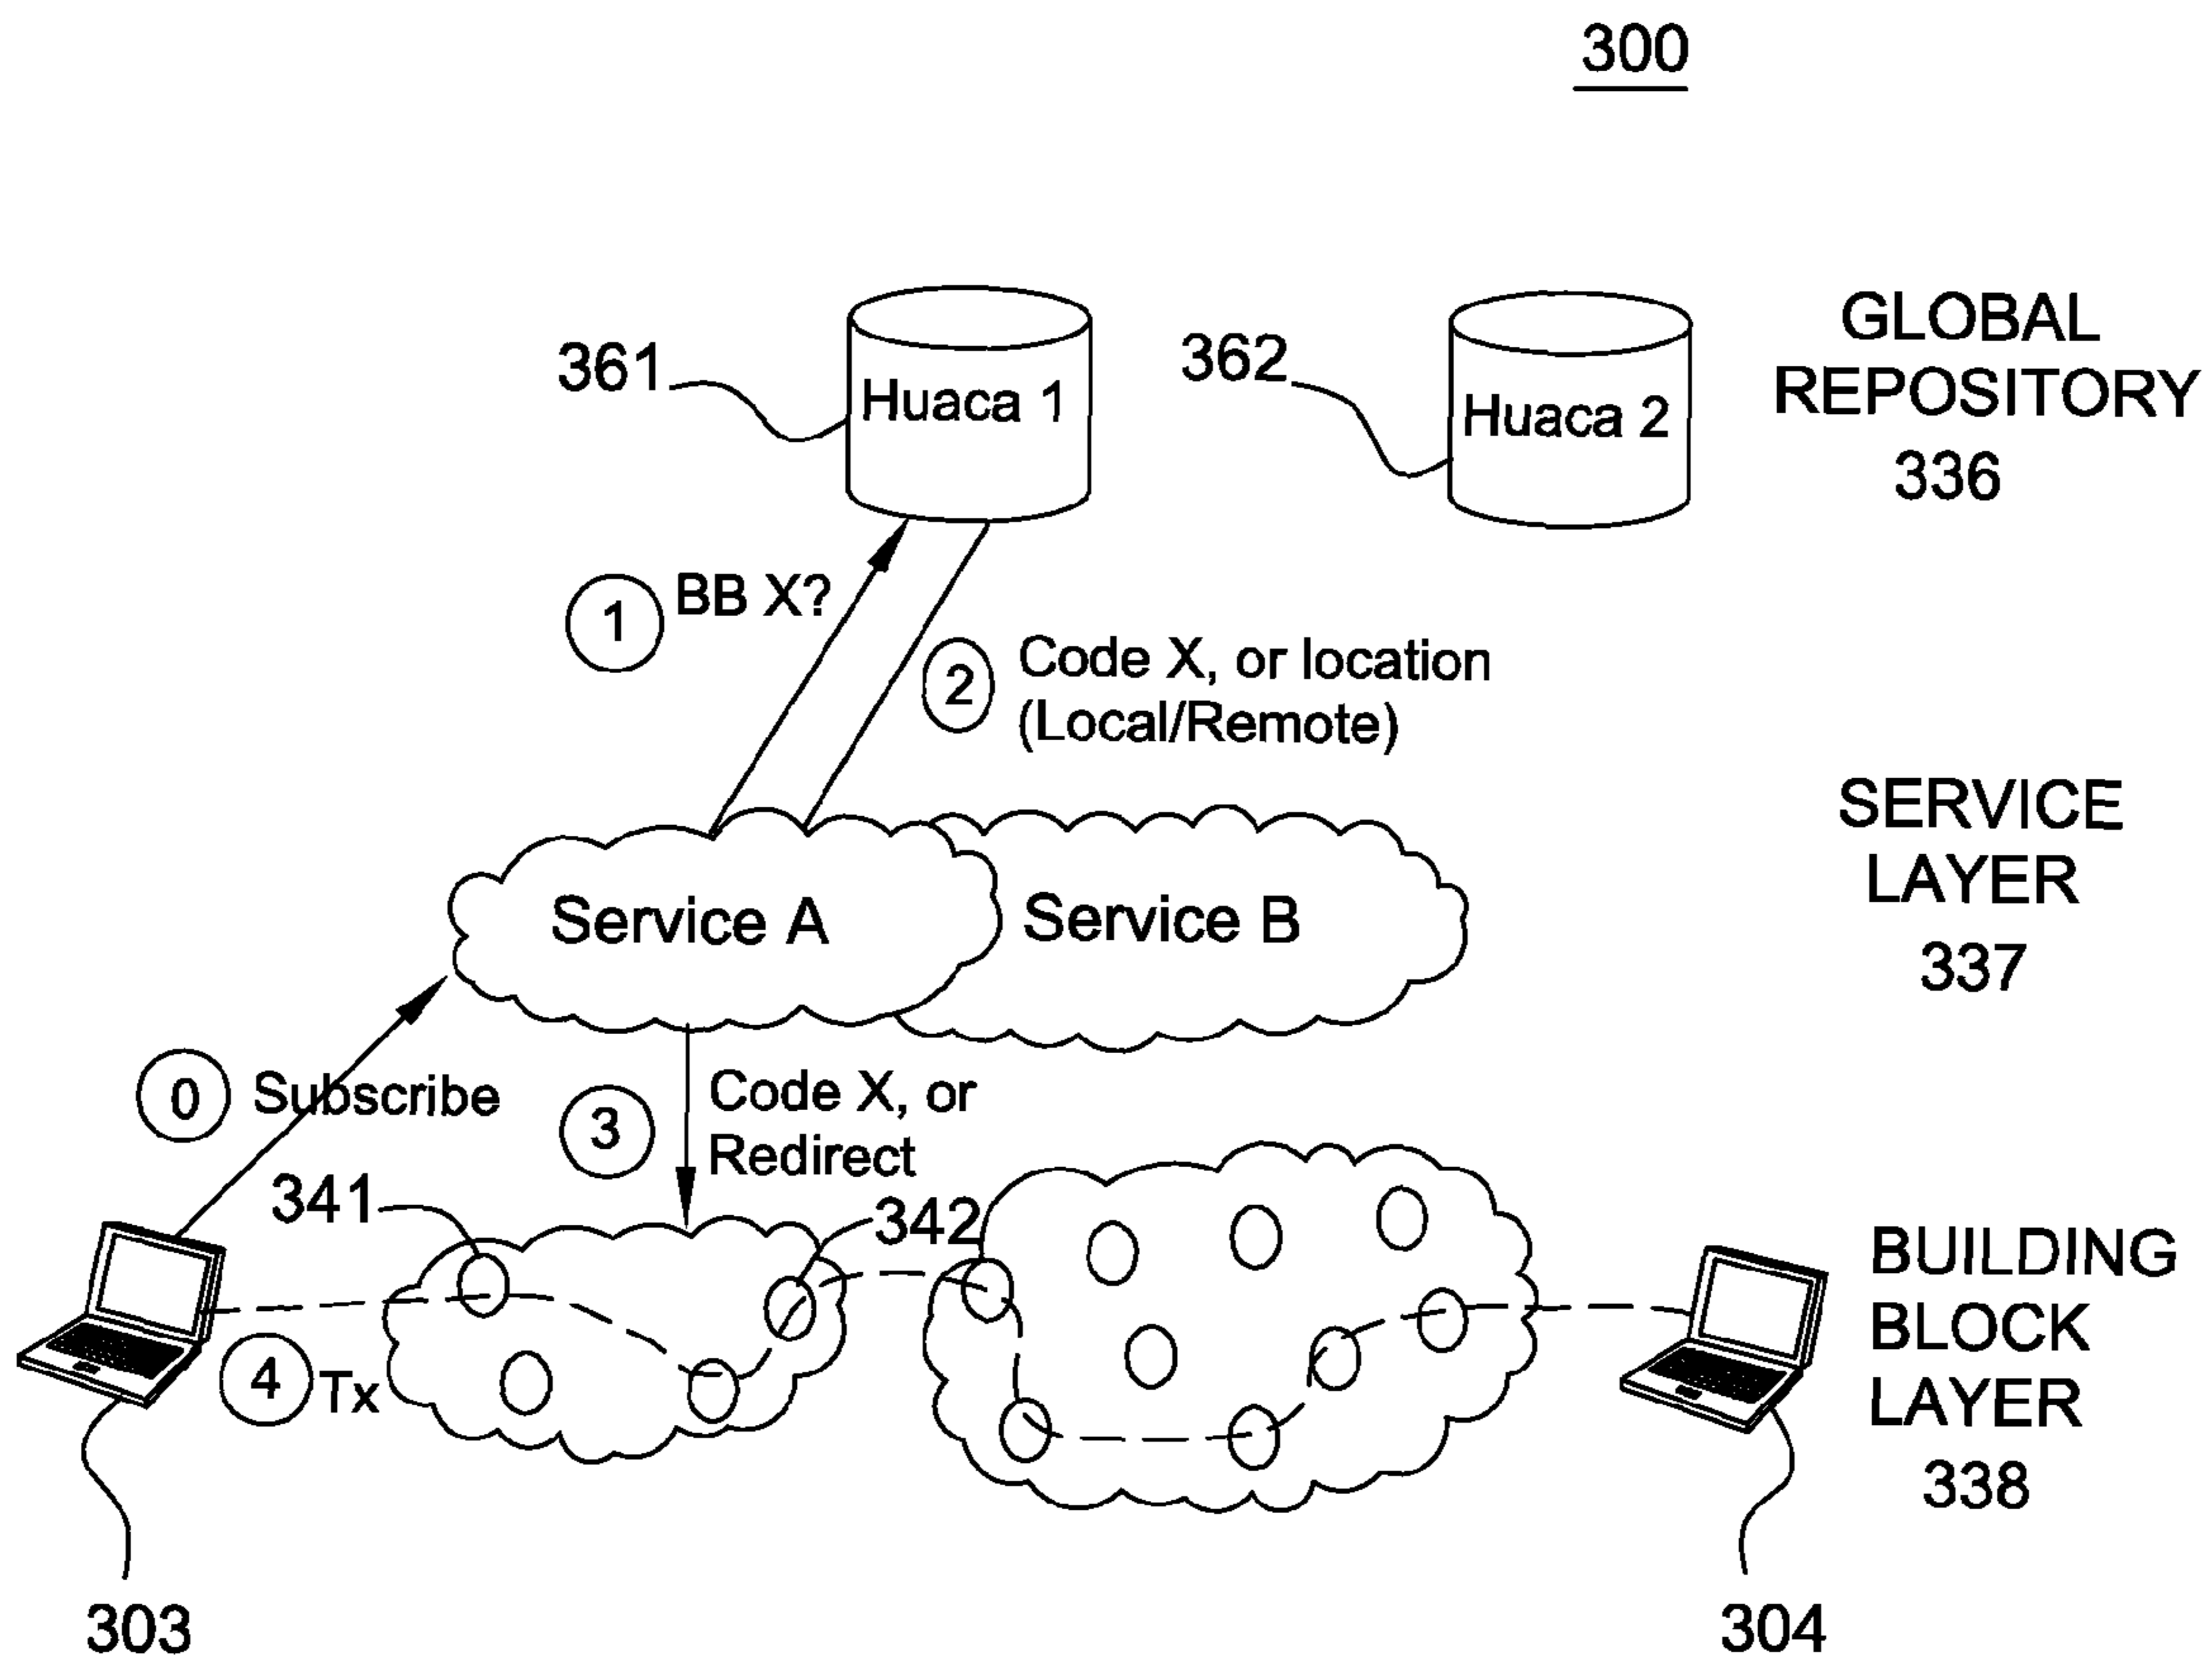 300
361
Huaca 1
362
Huaca 2
GLOBAL
REPOSITORY
336
1
BB X?
2
Code X, or location
(Local/Remote)
Service A
Service B
SERVICE
LAYER
337
0
Subscribe
3
Code X, or
Redirect
341
342
4
Tx
BUILDING
BLOCK
LAYER
338
303
304